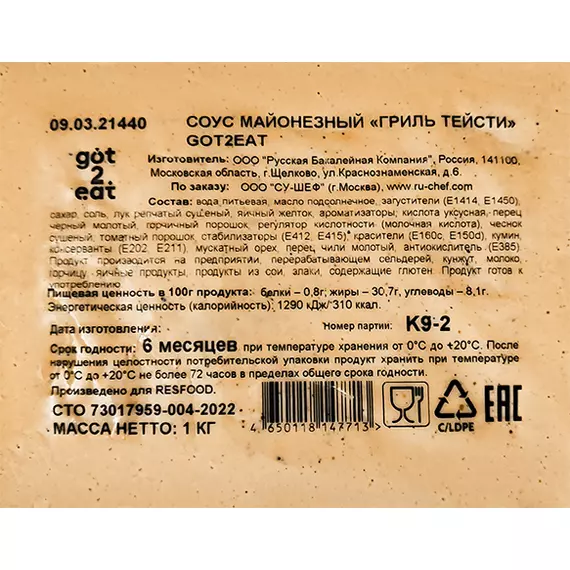 09.03.21440
got
2
eat
СОУС МАЙОНЕЗНЫЙ «ГРИЛЬ ТЕЙСТИ»
GOT2EAT
Изготовитель: ООО "Русская Бакалейная Компания", Россия, 141100,
Московская область, г.Щелково, ул.Краснознаменская, д.6.
По заказу: ООО "СУ-ШЕФ" (г.Москва), www.ru-chef.com
Состав: вода питьевая, масло подсолнечное, загустители (Е1414, Е1450),
сахар, соль, лук репчатый сушеный, яичный желток, ароматизаторы, кислота уксусная, перец
черный молотый, горчичный порошок, регулятор кислотности (молочная кислота), чеснок
сушеный, томатный порошок, стабилизаторы (Е412, Е415), красители (Е160с, Е150d), кумин,
консерванты (Е202, Е211), мускатный орех, перец чили молотый, антиокислитель (Е385).
Продукт производится на предприятии, перерабатывающем сельдерей, кунжут, молоко,
горчицу, яичные продукты, продукты из сои, злаки, содержащие глютен. Продукт готов к
употреблению
Пищевая ценность в 100г продукта: белки – 0,8г; жиры – 30,7г, углеводы – 8,1г.
Энергетическая ценность (калорийность): 1290 кДж/ 310 ккал.
Дата изготовления:
Номер партии: К9-2
Срок годности: 6 месяцев при температуре хранения от 0°С до +20°С. После
нарушения целостности потребительской упаковки продукт хранить при температуре
от 0°С до +20°С не более 72 часов в пределах общего срока годности.
Произведено для RESFOOD.
СТО 73017959-004-2022
МАССА НЕТТО: 1 КГ
4 650118 147713
C/LDPE
EAC